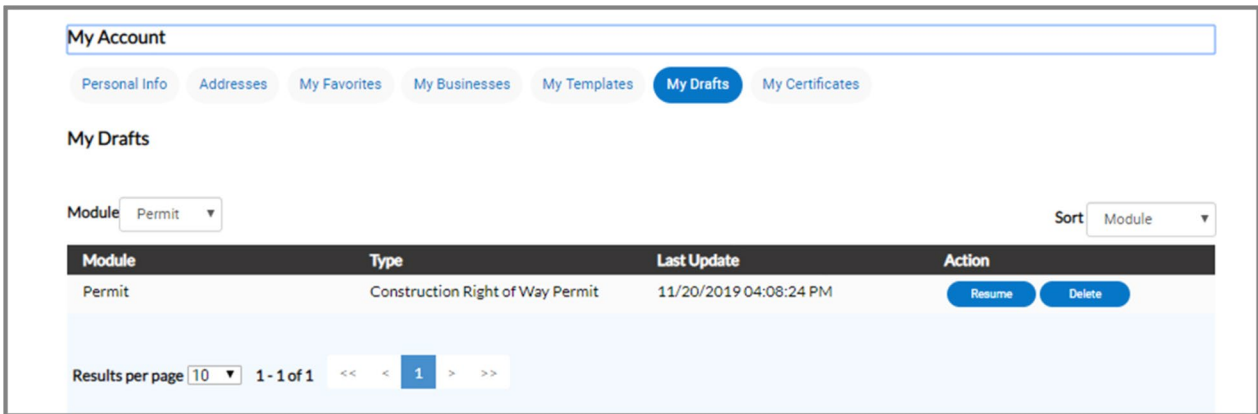 My Account
Personal Info Addresses My Favorites My Businesses My Templates My Drafts My Certificates
My Drafts
Module Permit Sort Module
Module Type Last Update Action
Permit Construction Right of Way Permit 11/20/2019 04:08:24 PM Resume Delete
Results per page 10 1 - 1 of 1 << < 1 > >>